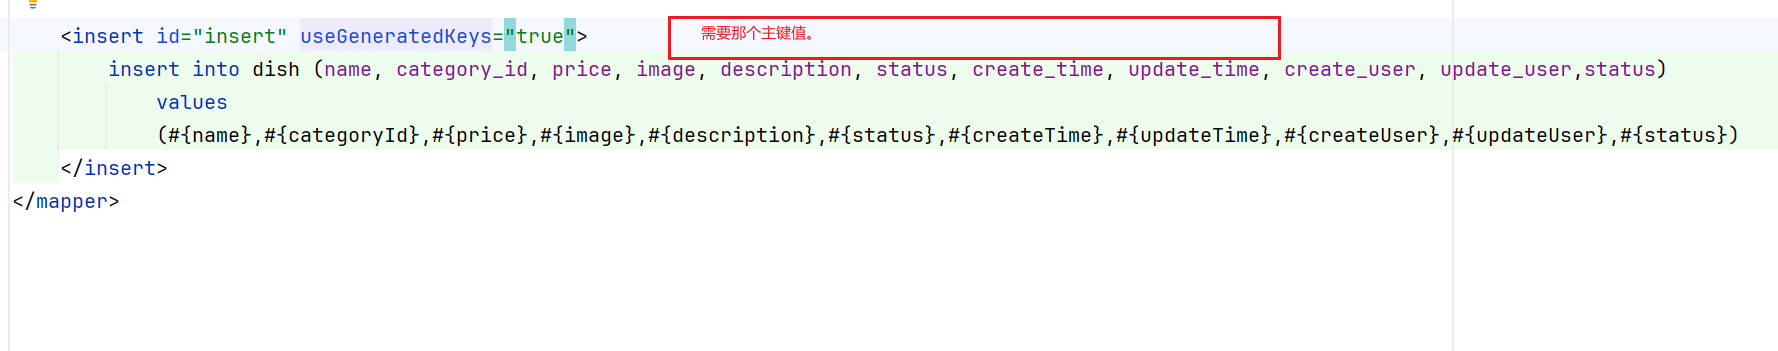 <insert id="insert" useGeneratedKeys="true"> 需要那个主键值。
insert into dish (name, category_id, price, image, description, status, create_time, update_time, create_user, update_user,status)
values
(#{name},#{categoryId},#{price},#{image},#{description},#{status},#{createTime},#{updateTime},#{createUser},#{updateUser},#{status})
</insert>
</mapper>